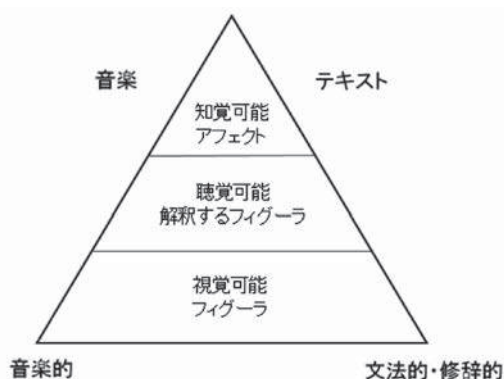 音楽
テキスト
知覚可能
アフェクト
聴覚可能
解釈するフィグーラ
視覚可能
フィグーラ
音楽的
文法的・修辞的